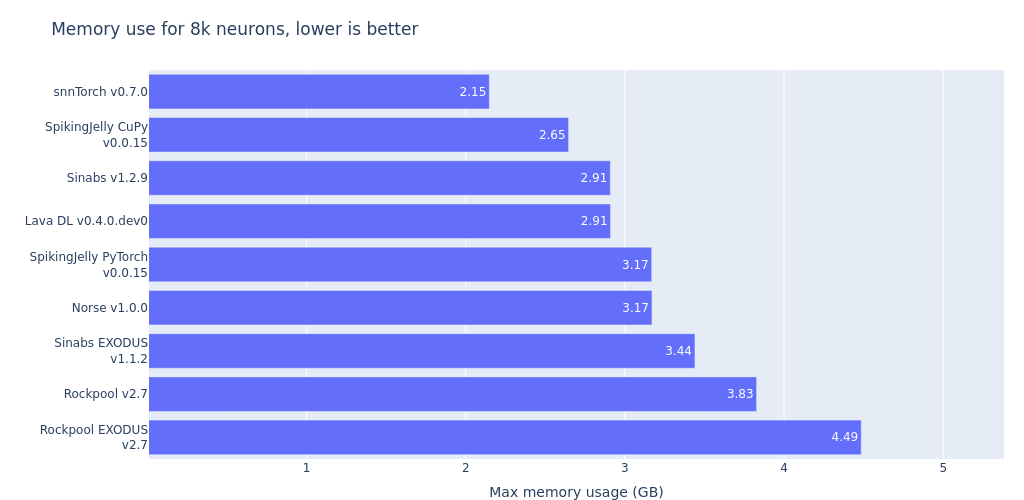 Memory use for 8k neurons, lower is better
snnTorch v0.7.0
2.15
SpikingJelly CuPy
v0.0.15
2.65
Sinabs v1.2.9
2.91
Lava DL v0.4.0.dev0
2.91
SpikingJelly PyTorch
v0.0.15
3.17
Norse v1.0.0
3.17
Sinabs EXODUS
v1.1.2
3.44
Rockpool v2.7
3.83
Rockpool EXODUS
v2.7
4.49
1 2 3 4 5
Max memory usage (GB)